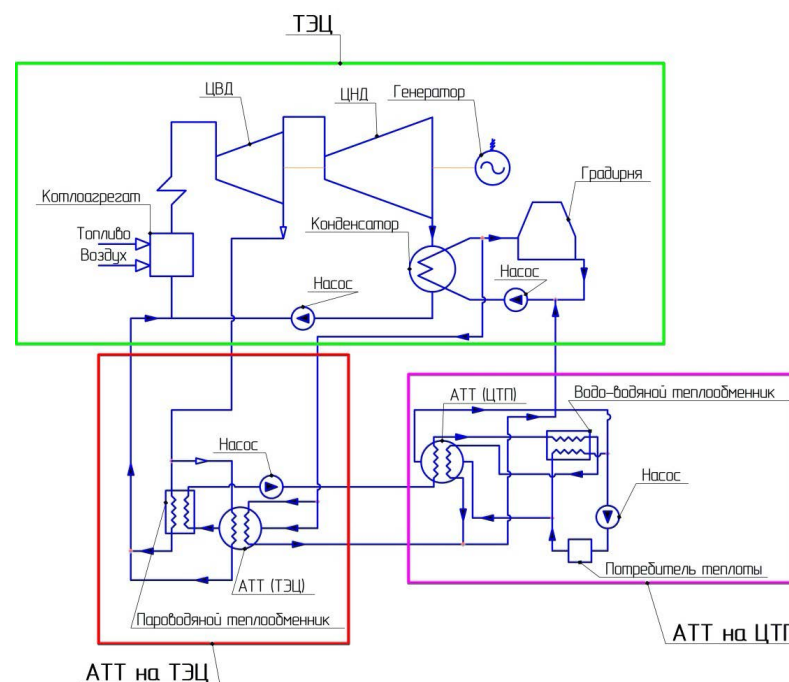 ТЭЦ
ЦВД
ЦНД
Генератор
Градирня
Котлоагрегат
Топливо
Воздух
Конденсатор
Насос
Насос
АТТ (ЦТП)
Водо-водяной теплообменник
Насос
Насос
АТТ (ТЭЦ)
Потребитель теплоты
Пароводяной теплообменник
АТТ на ЦТП
АТТ на ТЭЦ